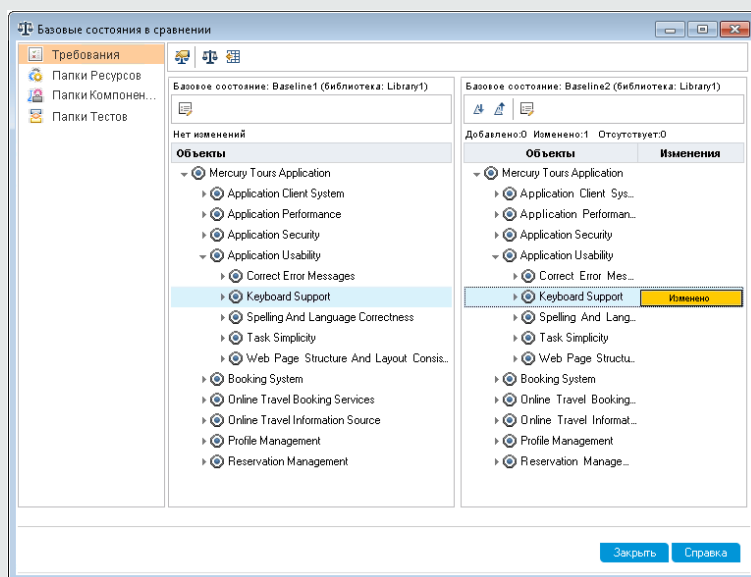 Базовые состояния в сравнении
Требования
Папки Ресурсов
Папки Компонен...
Папки Тестов
Базовое состояние: Baseline1 (библиотека: Library1)
Нет изменений
Объекты
Mercury Tours Application
Application Client System
Application Performance
Application Security
Application Usability
Correct Error Messages
Keyboard Support
Spelling And Language Correctness
Task Simplicity
Web Page Structure And Layout Consis...
Booking System
Online Travel Booking Services
Online Travel Information Source
Profile Management
Reservation Management
Базовое состояние: Baseline2 (библиотека: Library1)
Добавлено:0 Изменено:1 Отсутствует:0
Объекты Изменения
Mercury Tours Application
Application Client Sys...
Application Performan...
Application Security
Application Usability
Correct Error Mes...
Keyboard Support Изменено
Spelling And Lang...
Task Simplicity
Web Page Structu...
Booking System
Online Travel Booking...
Online Travel Informat...
Profile Management
Reservation Manage...
Закрыть Справка